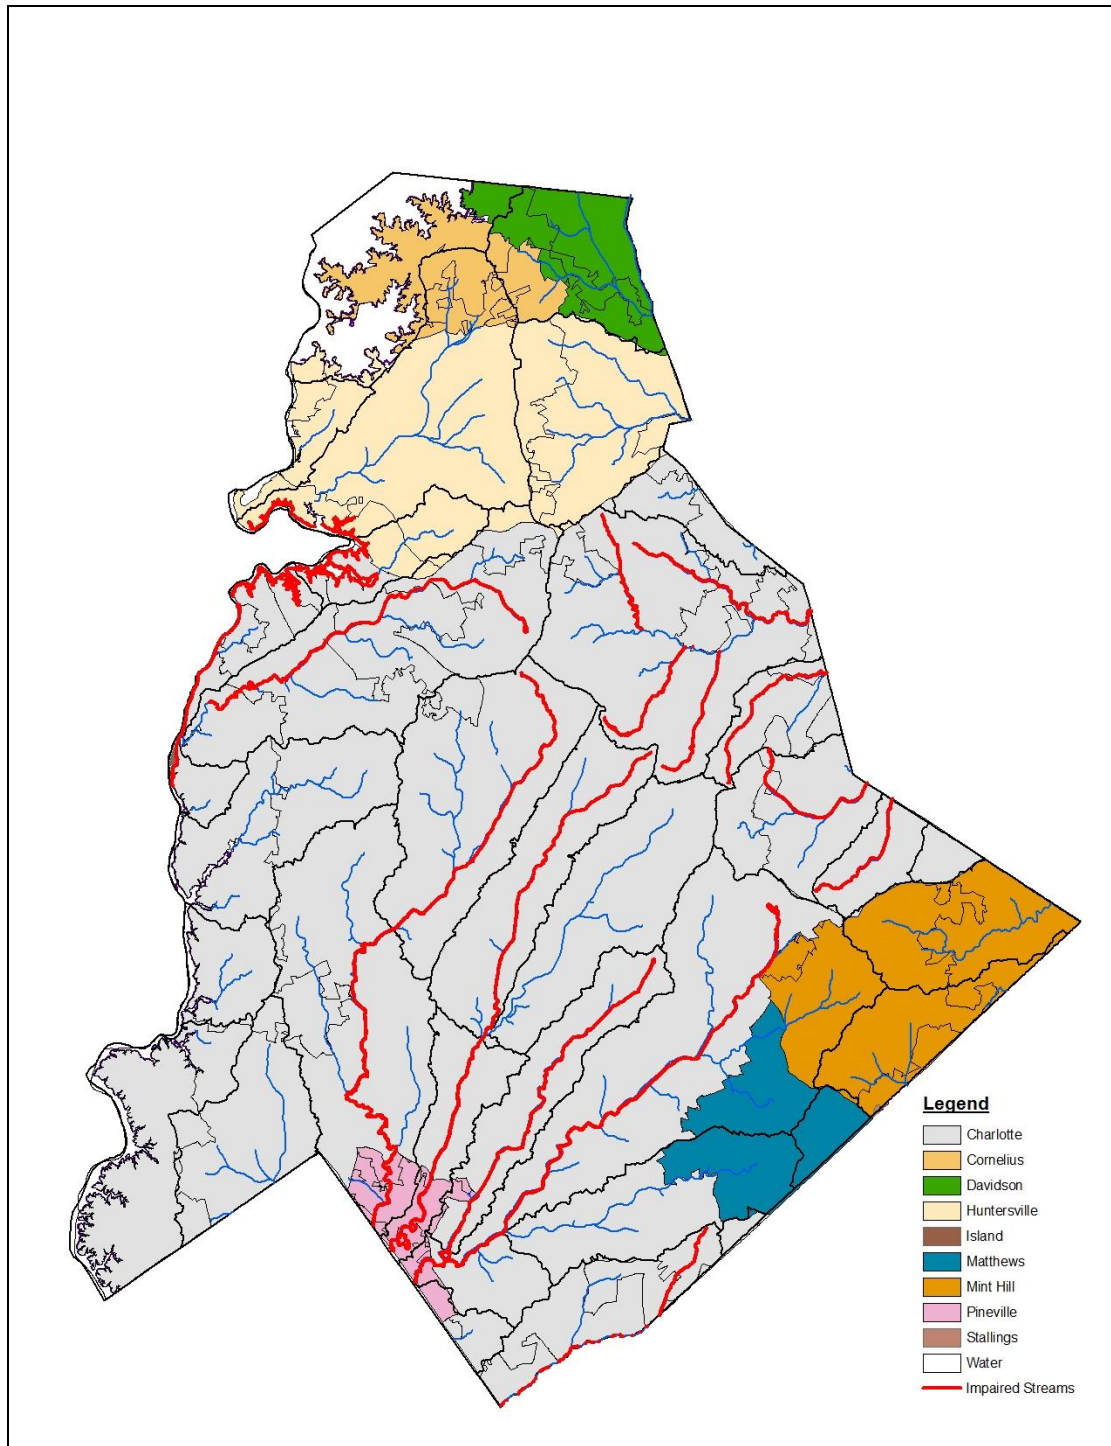 Legend
Charlotte
Cornelius
Davidson
Huntersville
Island
Matthews
Mint Hill
Pineville
Stallings
Water
Impaired Streams